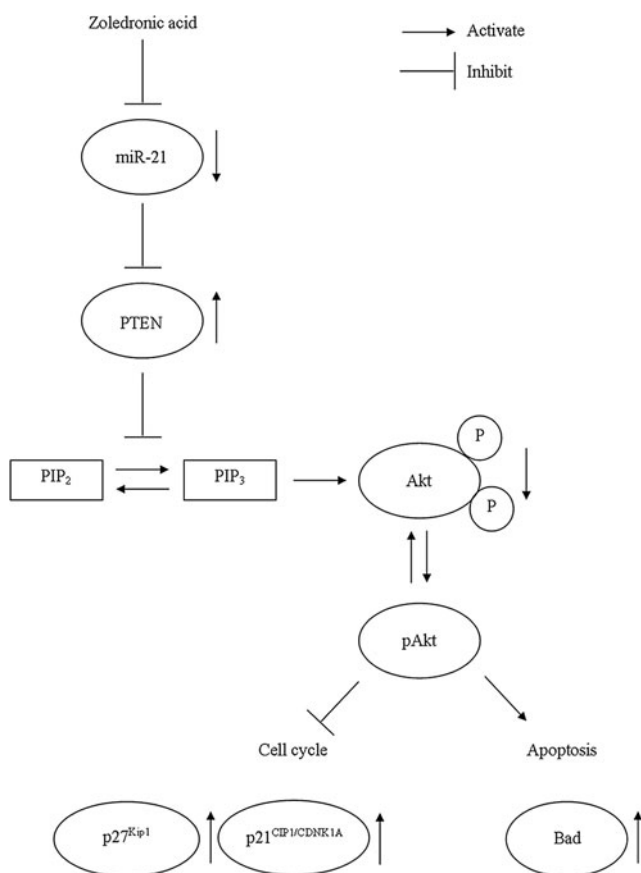 Zoledronic acid
Activate
Inhibit
miR-21
PTEN
PIP₂
PIP₃
Akt
P
P
pAkt
Cell cycle
Apoptosis
p27ᴷⁱᵖ¹
p21ᶜᴵᴾ¹/ᶜᴰᴺᴷ¹ᴬ
Bad